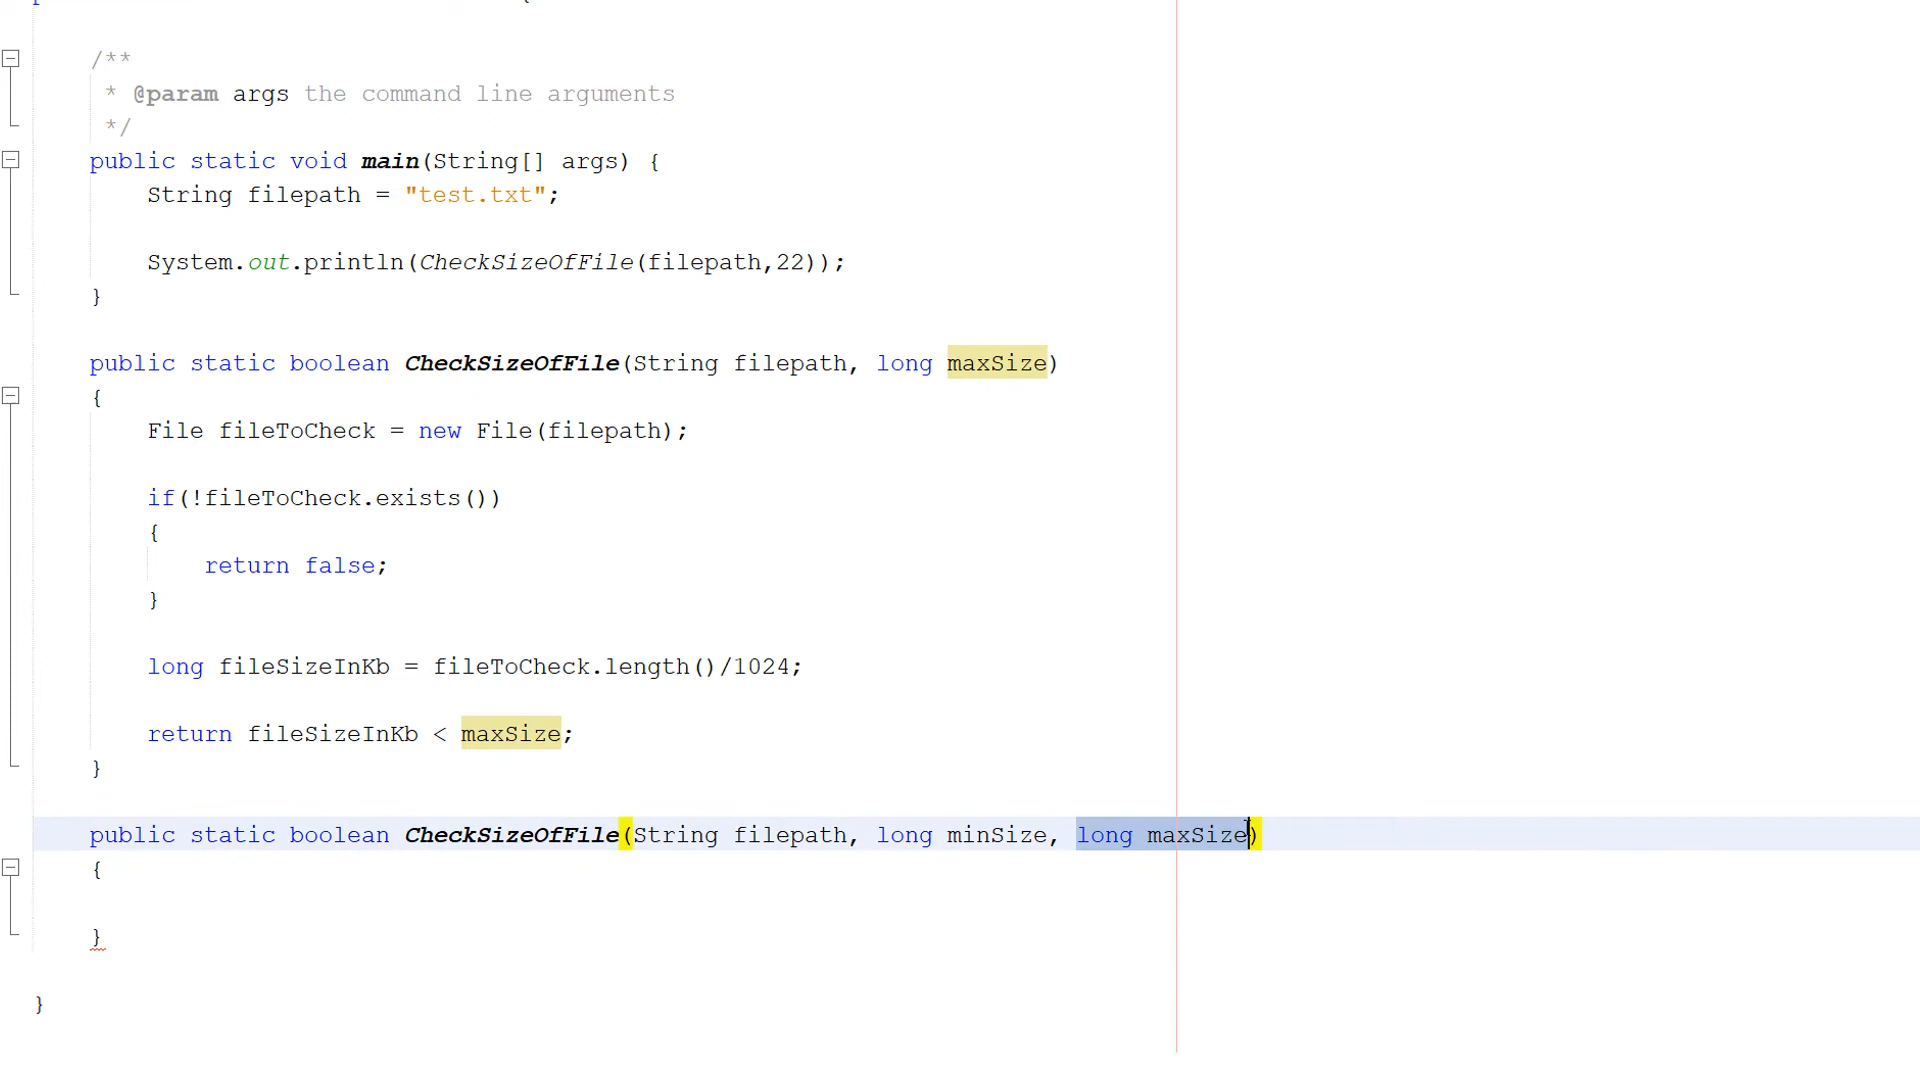 /**
* @param args the command line arguments
*/
public static void main(String[] args) {
String filepath = "test.txt";
System.out.println(CheckSizeOfFile(filepath,22));
}
public static boolean CheckSizeOfFile(String filepath, long maxSize)
{
File fileToCheck = new File(filepath);
if(!fileToCheck.exists())
{
return false;
}
long fileSizeInKb = fileToCheck.length()/1024;
return fileSizeInKb < maxSize;
}
public static boolean CheckSizeOfFile(String filepath, long minSize, long maxSize)
{
}
}